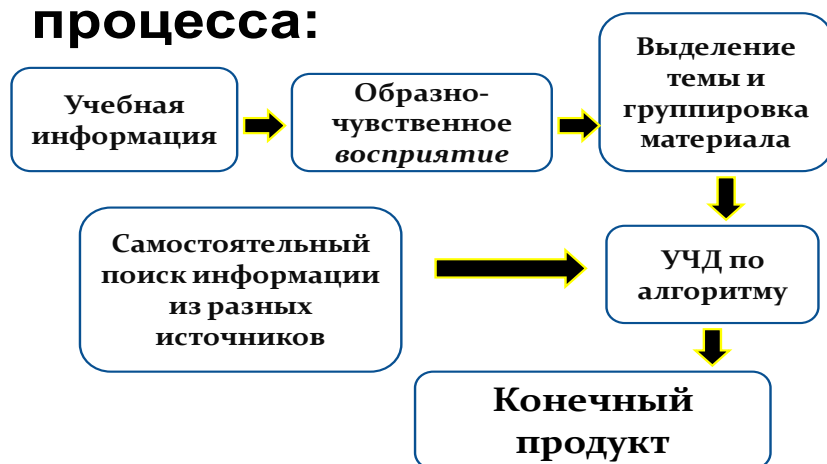 процесса:
Учебная
информация
Образно-
чувственное
восприятие
Выделение
темы и
группировка
материала
Самостоятельный
поиск информации
из разных
источников
УЧД по
алгоритму
Конечный
продукт